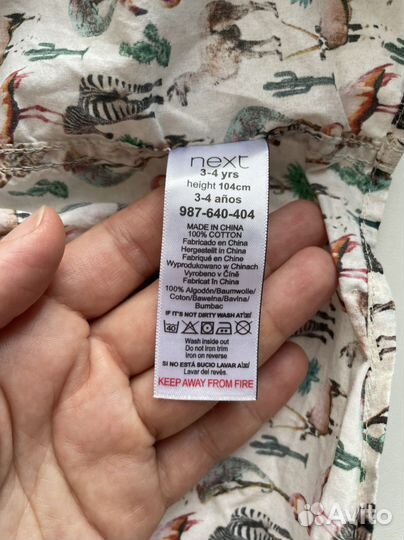 next
3-4 yrs
height 104cm
3-4 años
987-640-404
MADE IN CHINA
100% COTTON
Fabricado en China
Hergestellt in China
Fabriqué en Chine
Wyprodukowano w Chinach
Vyrobeno v Číně
Fabricat în China
100% Algodón/Baumwolle/
Coton/Bawełna/Bavlna/
Bumbac
IF IT'S NOT DIRTY WASH AT
40
Wash inside out
Do not iron trim
Iron on reverse
SI NO ESTÁ SUCIO LAVAR A
Lavar del rev.
KEEP AWAY FROM FIRE
Avito